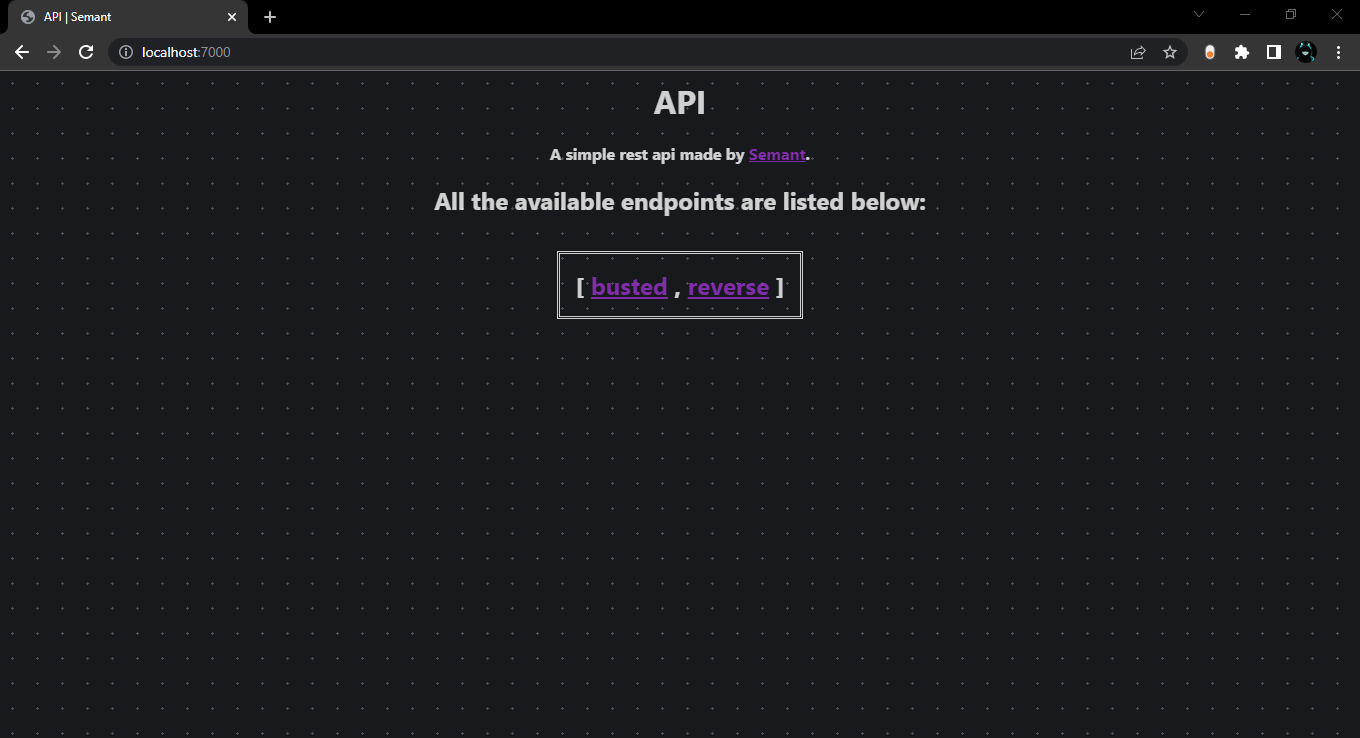 API | Semant
localhost:7000
API
A simple rest api made by Semant.
All the available endpoints are listed below:
[ busted , reverse ]